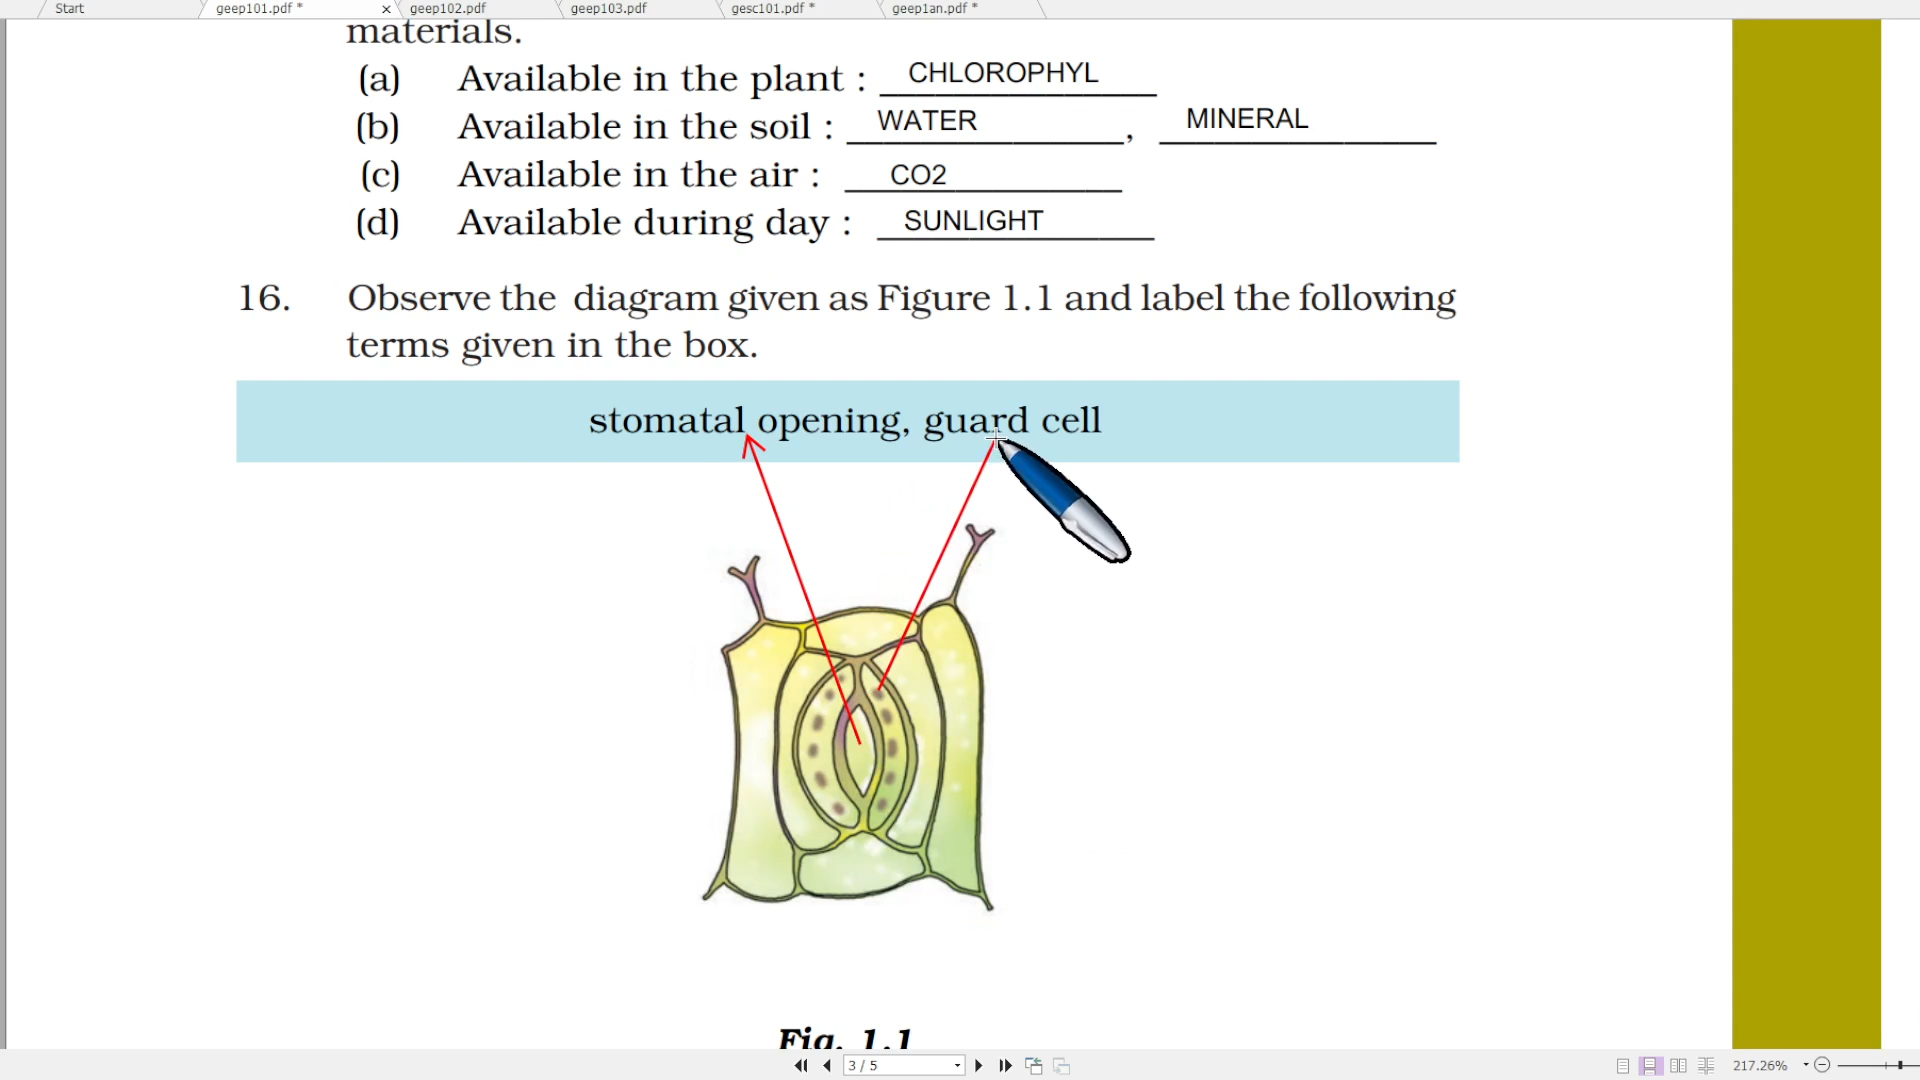 Start geep101.pdf * × geep102.pdf geep103.pdf gesc101.pdf * geep1an.pdf *
materials.
(a) Available in the plant : CHLOROPHYL
(b) Available in the soil : WATER , MINERAL
(c) Available in the air : CO2
(d) Available during day : SUNLIGHT
16. Observe the diagram given as Figure 1.1 and label the following
terms given in the box.
stomatal opening, guard cell
Fig. 1.1
3 / 5 217.26%